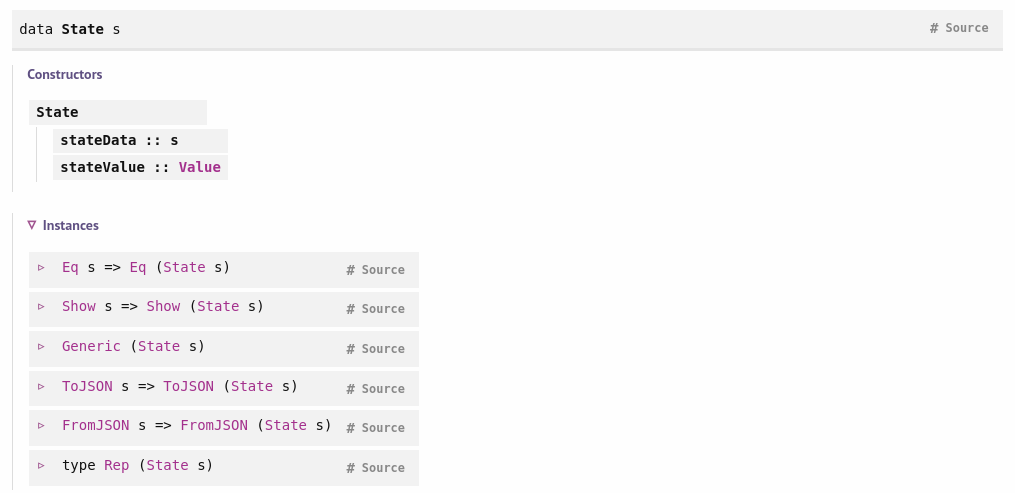 data State s # Source
Constructors
State
stateData :: s
stateValue :: Value
▽ Instances
▹ Eq s => Eq (State s) # Source
▹ Show s => Show (State s) # Source
▹ Generic (State s) # Source
▹ ToJSON s => ToJSON (State s) # Source
▹ FromJSON s => FromJSON (State s) # Source
▹ type Rep (State s) # Source